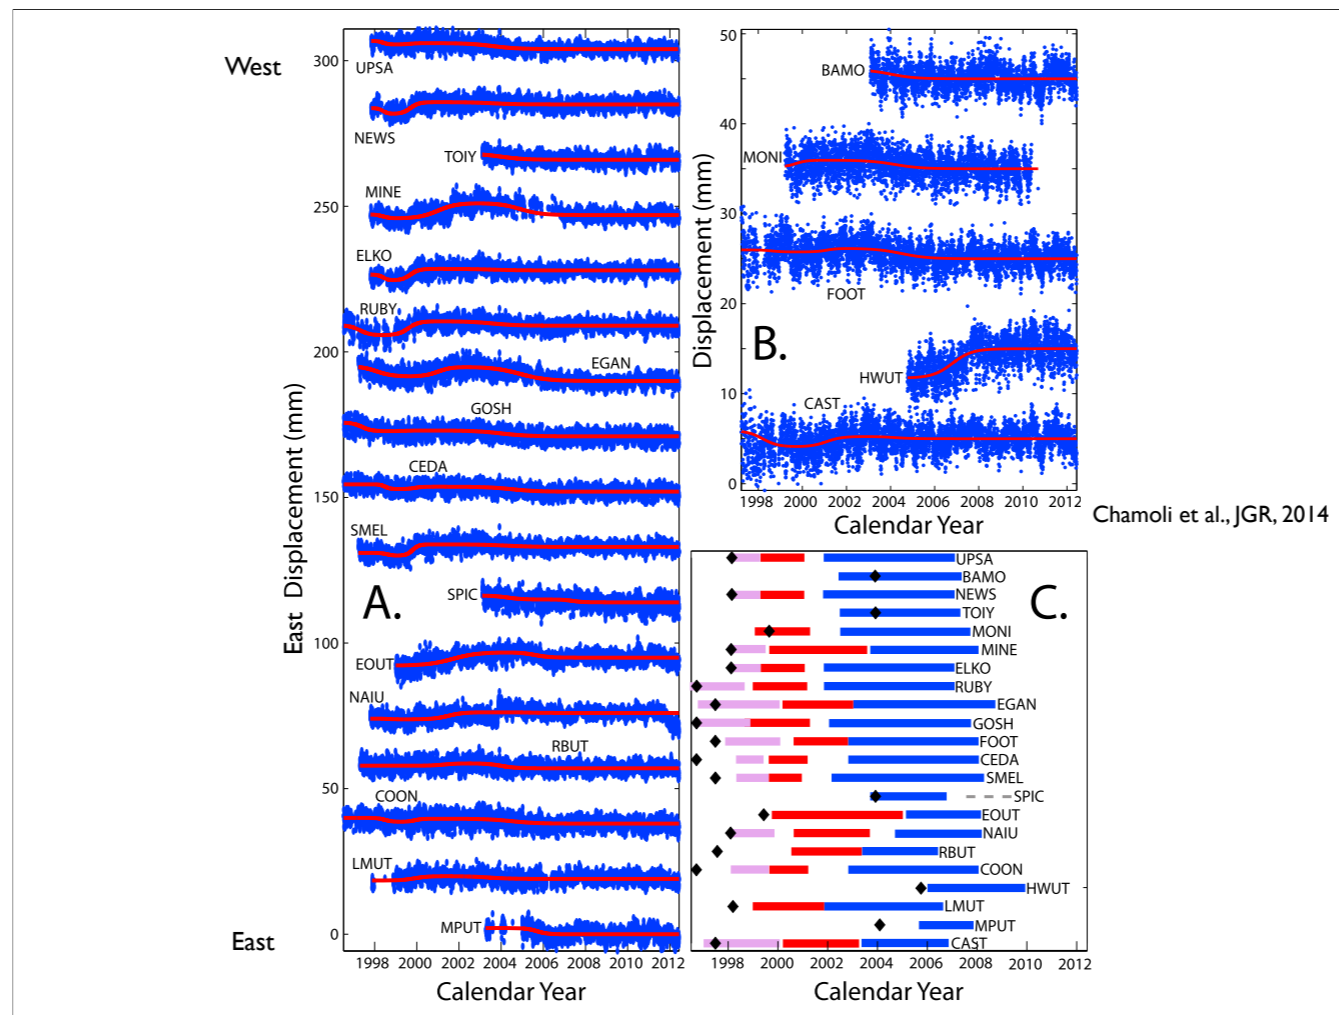 West
East Displacement (mm)
East
300
250
200
150
100
50
0
UPSA
NEWS
TOIY
MINE
ELKO
RUBY
EGAN
GOSH
CEDA
SMEL
SPIC
A.
EOUT
NAIU
RBUT
COON
LMUT
MPUT
1998 2000 2002 2004 2006 2008 2010 2012
Calendar Year
Displacement (mm)
50
40
30
20
10
0
BAMO
MONI
FOOT
B.
HWUT
CAST
1998 2000 2002 2004 2006 2008 2010 2012
Calendar Year
Chamoli et al., JGR, 2014
UPSA
BAMO
NEWS
C.
TOIY
MONI
MINE
ELKO
RUBY
EGAN
GOSH
FOOT
CEDA
SMEL
SPIC
EOUT
NAIU
RBUT
COON
HWUT
LMUT
MPUT
CAST
1998 2000 2002 2004 2006 2008 2010 2012
Calendar Year